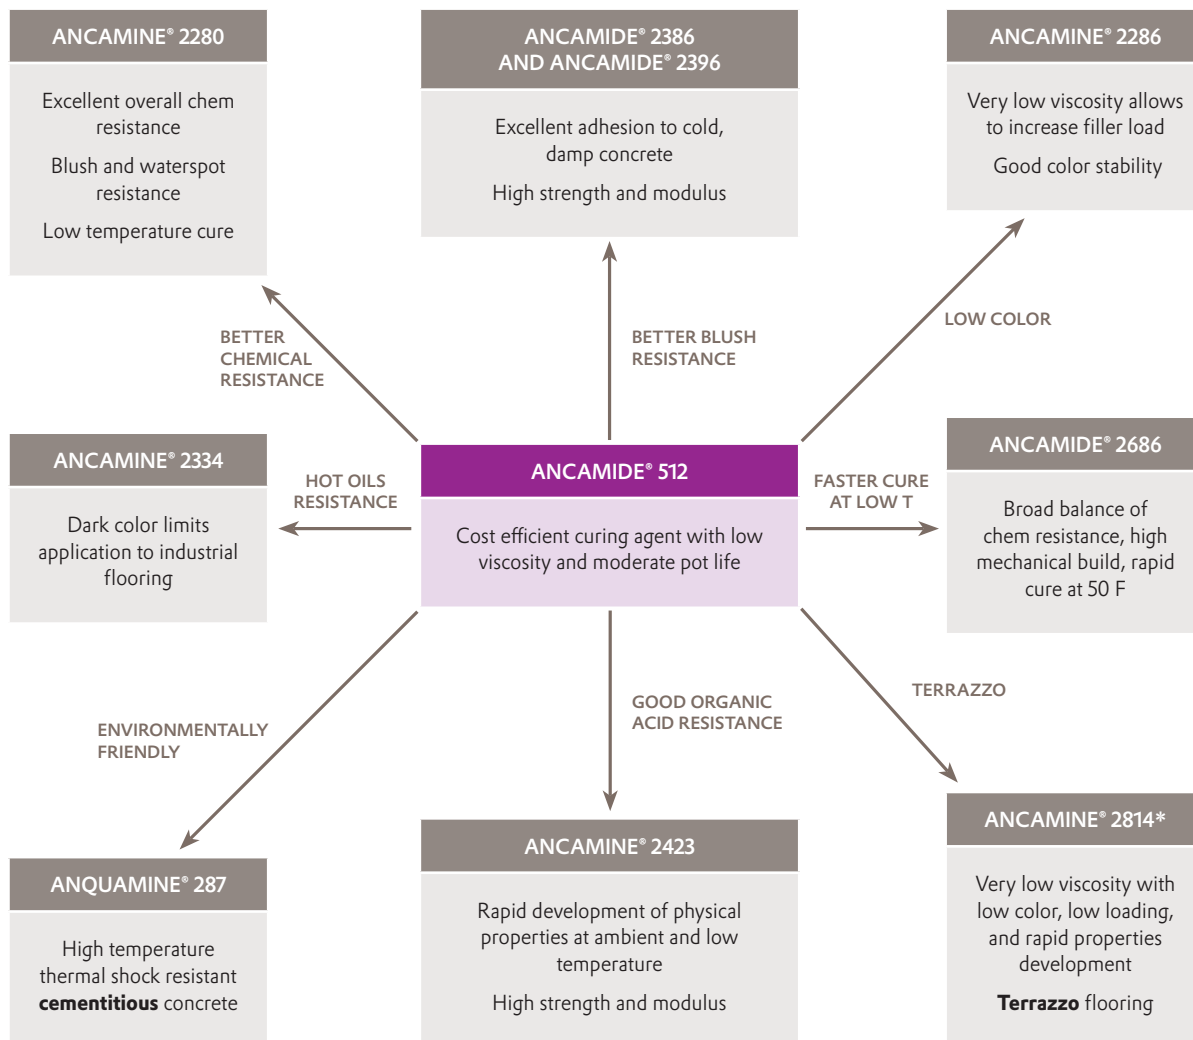 ANCAMINE® 2280
Excellent overall chem
resistance
Blush and waterspot
resistance
Low temperature cure
ANCAMIDE® 2386
AND ANCAMIDE® 2396
Excellent adhesion to cold,
damp concrete
High strength and modulus
ANCAMINE® 2286
Very low viscosity allows
to increase filler load
Good color stability
BETTER
CHEMICAL
RESISTANCE
BETTER BLUSH
RESISTANCE
LOW COLOR
ANCAMINE® 2334
Dark color limits
application to industrial
flooring
HOT OILS
RESISTANCE
ANCAMIDE® 512
Cost efficient curing agent with low
viscosity and moderate pot life
FASTER CURE
AT LOW T
ANCAMIDE® 2686
Broad balance of
chem resistance, high
mechanical build, rapid
cure at 50 F
ENVIRONMENTALLY
FRIENDLY
GOOD ORGANIC
ACID RESISTANCE
TERRAZZO
ANQUAMINE® 287
High temperature
thermal shock resistant
cementitious concrete
ANCAMINE® 2423
Rapid development of physical
properties at ambient and low
temperature
High strength and modulus
ANCAMINE® 2814*
Very low viscosity with
low color, low loading,
and rapid properties
development
Terrazzo flooring